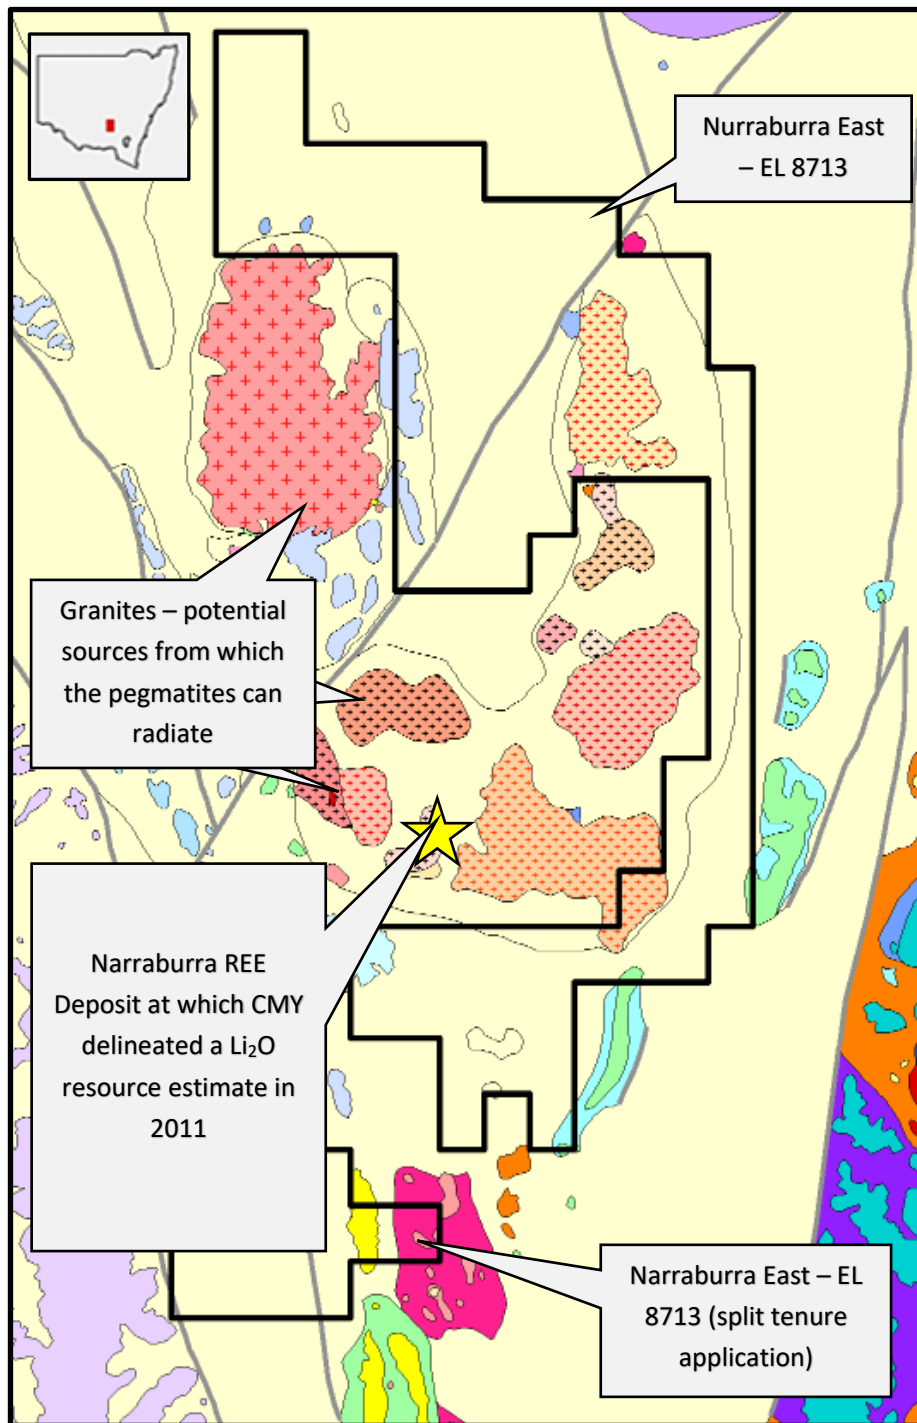 Nurraburra East
– EL 8713
Granites – potential
sources from which
the pegmatites can
radiate
Narraburra REE
Deposit at which CMY
delineated a Li₂O
resource estimate in
2011
Narraburra East – EL
8713 (split tenure
application)